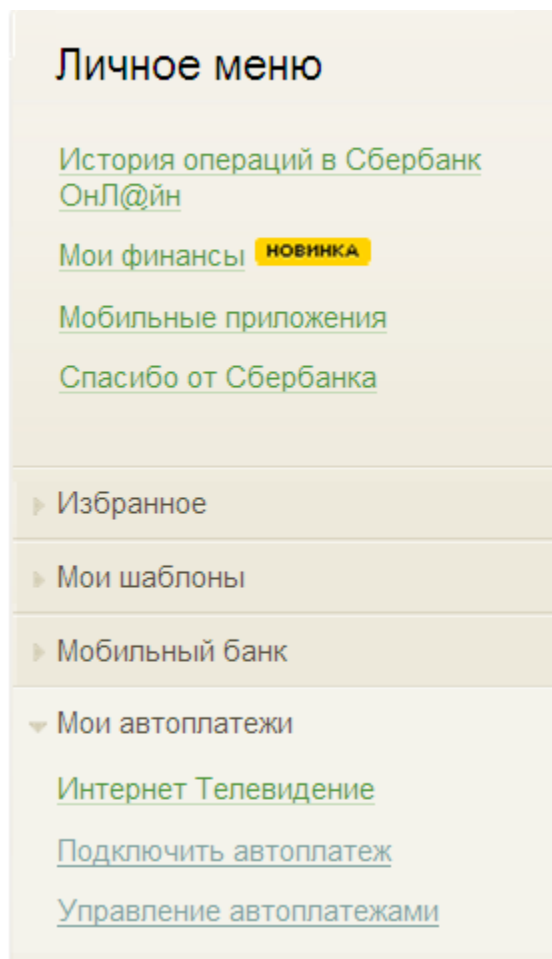 Личное меню
История операций в Сбербанк
ОнЛ@йн
Мои финансы НОВИНКА
Мобильные приложения
Спасибо от Сбербанка
Избранное
Мои шаблоны
Мобильный банк
Мои автоплатежи
Интернет Телевидение
Подключить автоплатеж
Управление автоплатежами